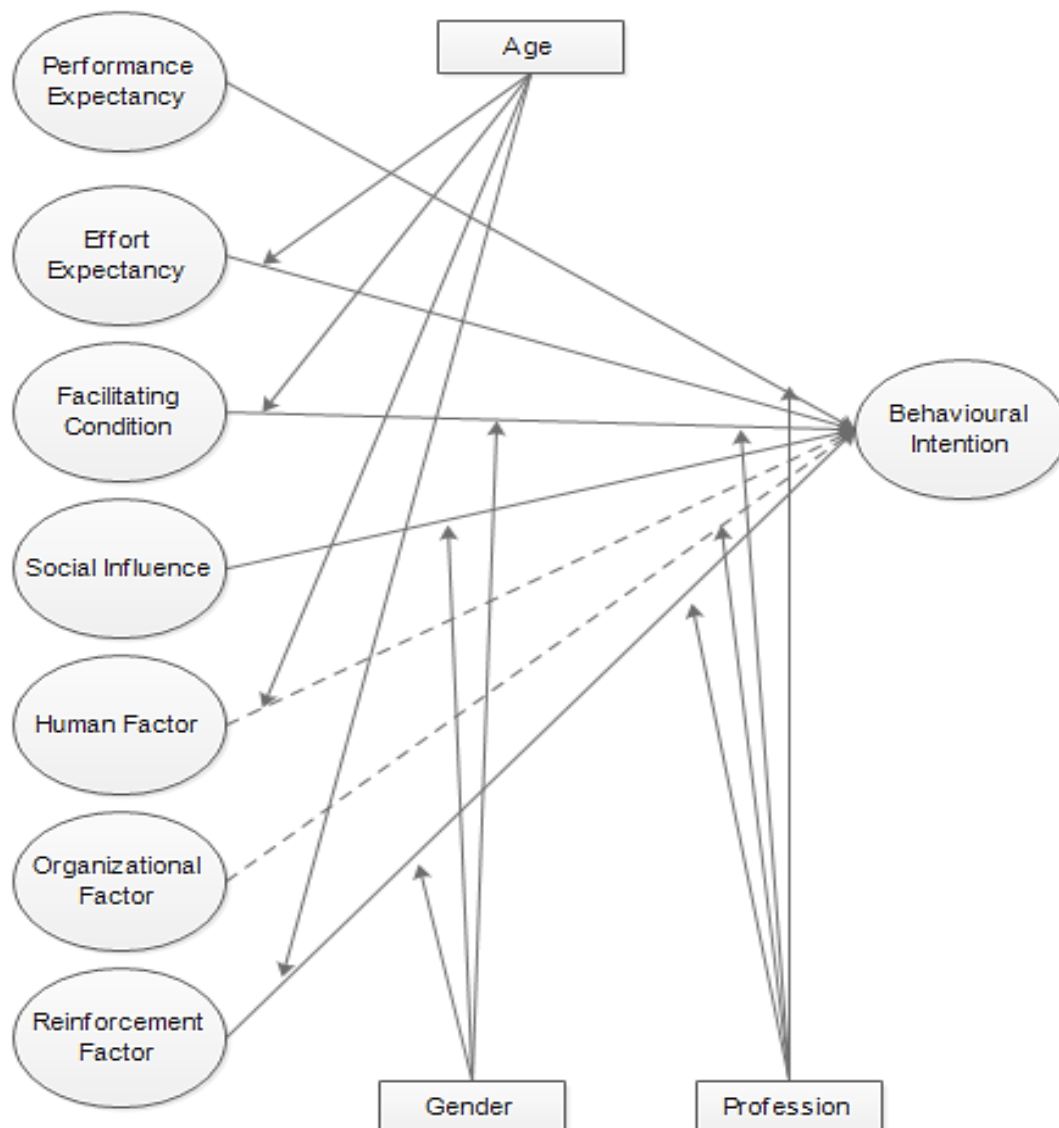 Performance
Expectancy
Age
Effort
Expectancy
Facilitating
Condition
Behavioural
Intention
Social Influence
Human Factor
Organizational
Factor
Reinforcement
Factor
Gender
Profession